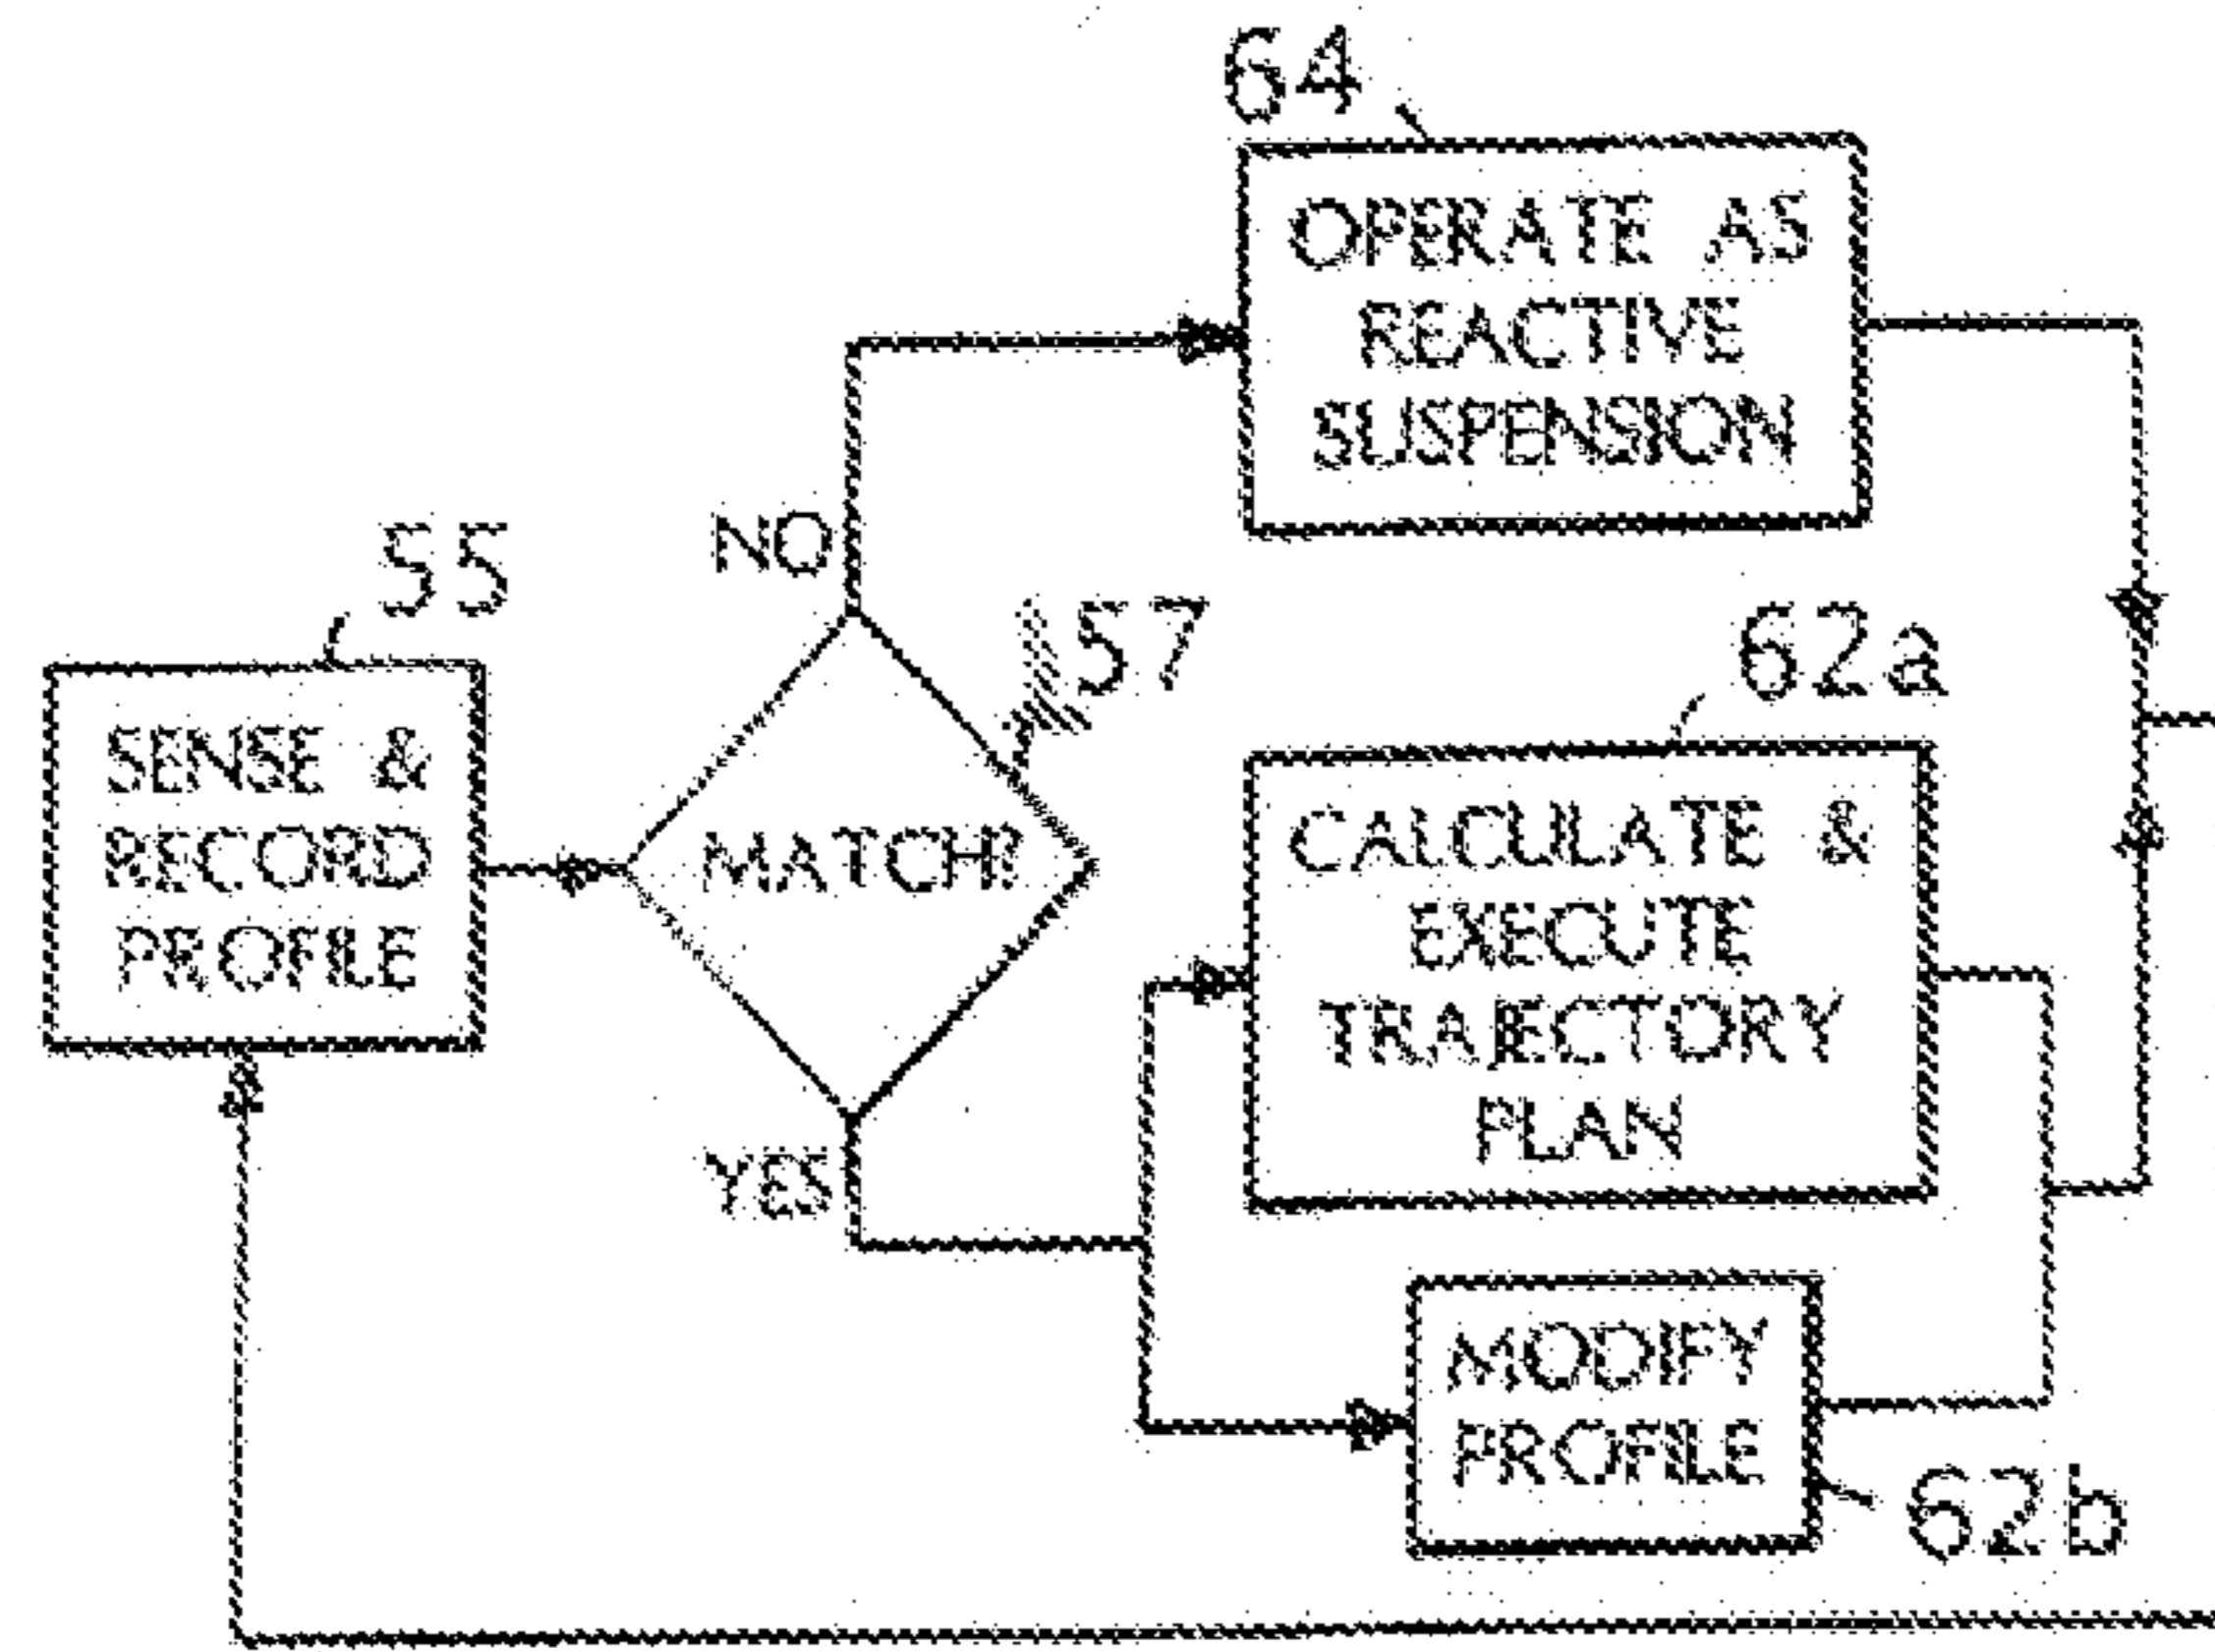 64
OPERATE AS
REACTIVE
SUSPENSION
NO
55
57
62a
SENSE &
RECORD
PROFILE
MATCH?
CALCULATE &
EXECUTE
TRAJECTORY
PLAN
YES
MODIFY
PROFILE
62b